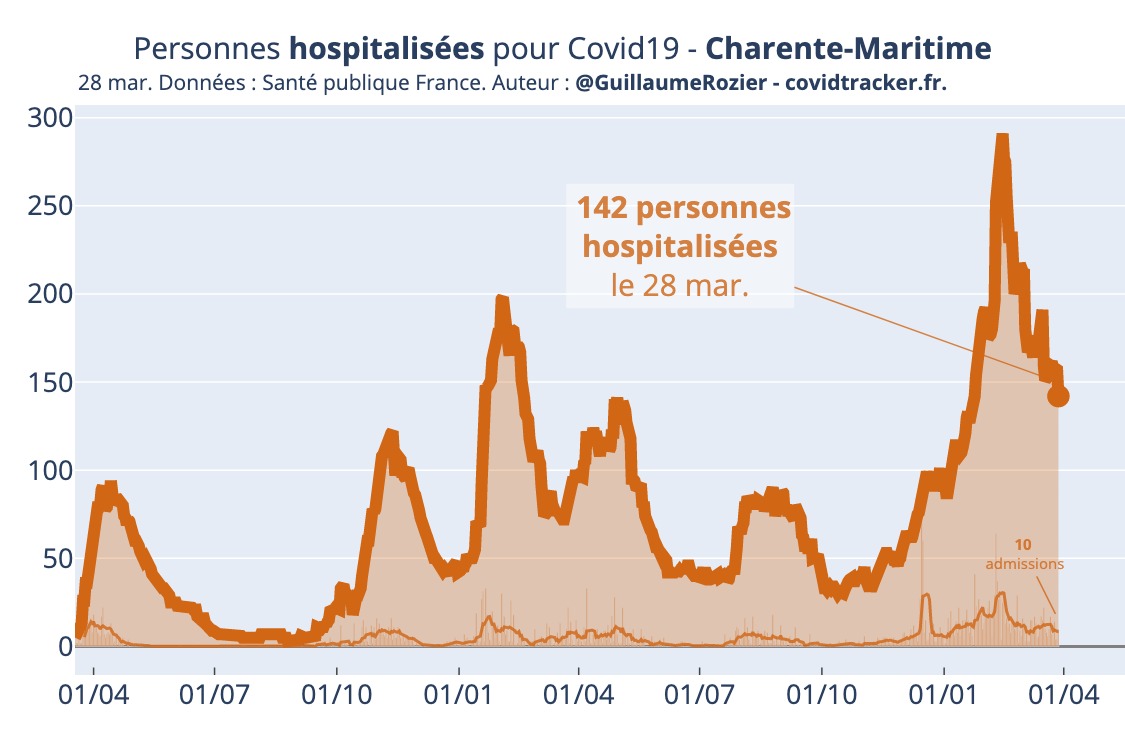 Personnes hospitalisées pour Covid19 - Charente-Maritime
28 mar. Données : Santé publique France. Auteur : @GuillaumeRozier - covidtracker.fr.
300
250
142 personnes
hospitalisées
le 28 mar.
200
150
100
10
admissions
50
0
01/04 01/07 01/10 01/01 01/04 01/07 01/10 01/01 01/04